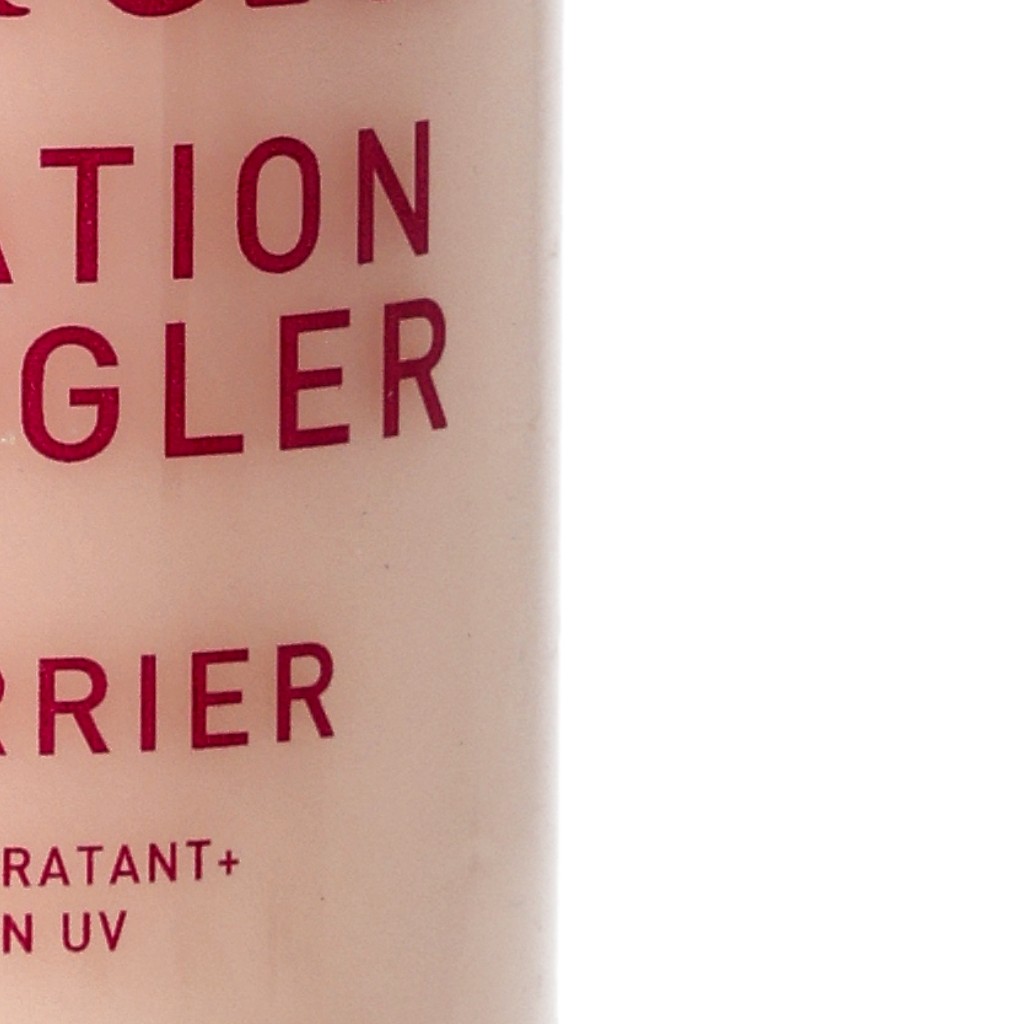 ATION
GLER
RRIER
RATANT+
N UV